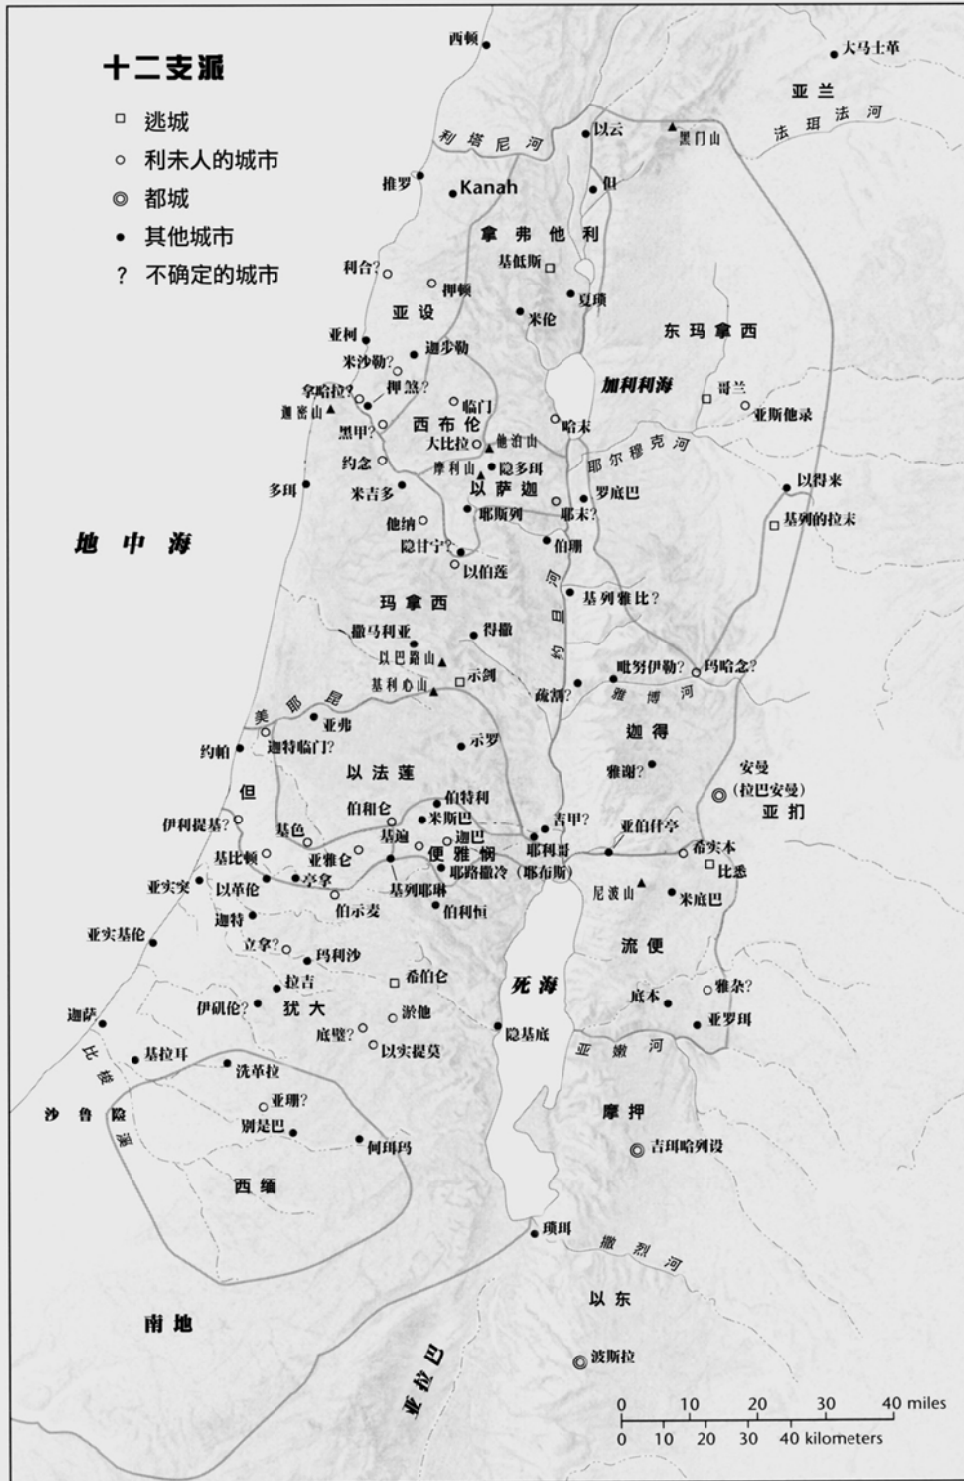 十二支派
逃城
利未人的城市
都城
其他城市
? 不确定的城市
西顿
大马士革
亚兰
法珥法河
利塔尼河
以云
黑门山
推罗
Kanah
但
拿弗他利
基低斯
利合?
押顿
夏琐
亚设
米伦
东玛拿西
亚柯
迦步勒
米沙勒?
加利利海
哥兰
拿哈拉?
押煞?
临门
亚斯他录
迦密山
西布伦
哈末
黑甲?
大比拉
他泊山
耶尔穆克河
约念
摩利山
隐多珥
多珥
米吉多
以萨迦
罗底巴
以得来
耶斯列
耶末?
基列的拉末
他纳
地中海
隐甘宁?
伯珊
以伯莲
约旦河
基列雅比?
玛拿西
撒马利亚
得撒
以巴路山
毗努伊勒?
玛哈念?
基利心山
示剑
疏割?
雅博河
美耶昆
亚弗
迦得
约帕
迦特临门?
示罗
以法莲
雅谢?
安曼
(拉巴安曼)
但
亚扪
伯特利
伊利提基?
伯和仑
米斯巴
苦甲?
基色
基遍
迦巴
耶利哥
亚伯什亭
基比顿
亚雅仑
便雅悯
希实本
耶路撒冷(耶布斯)
比悉
亚实突
以革伦
亭拿
基列耶琳
尼波山
米底巴
伯示麦
伯利恒
迦特
亚实基伦
立拿?
玛利沙
流便
拉吉
希伯仑
死海
雅杂?
伊矶伦?
犹大
淤他
底本
迦萨
底璧?
隐基底
亚罗珥
以实提莫
亚嫩河
基拉耳
洗革拉
比梭溪
沙鲁险
亚珊?
摩押
别是巴
何珥玛
吉珥哈列设
西缅
琐珥
撒烈河
以东
南地
亚拉巴
波斯拉
0 20 40 miles
0 10 20 30 40 kilometers